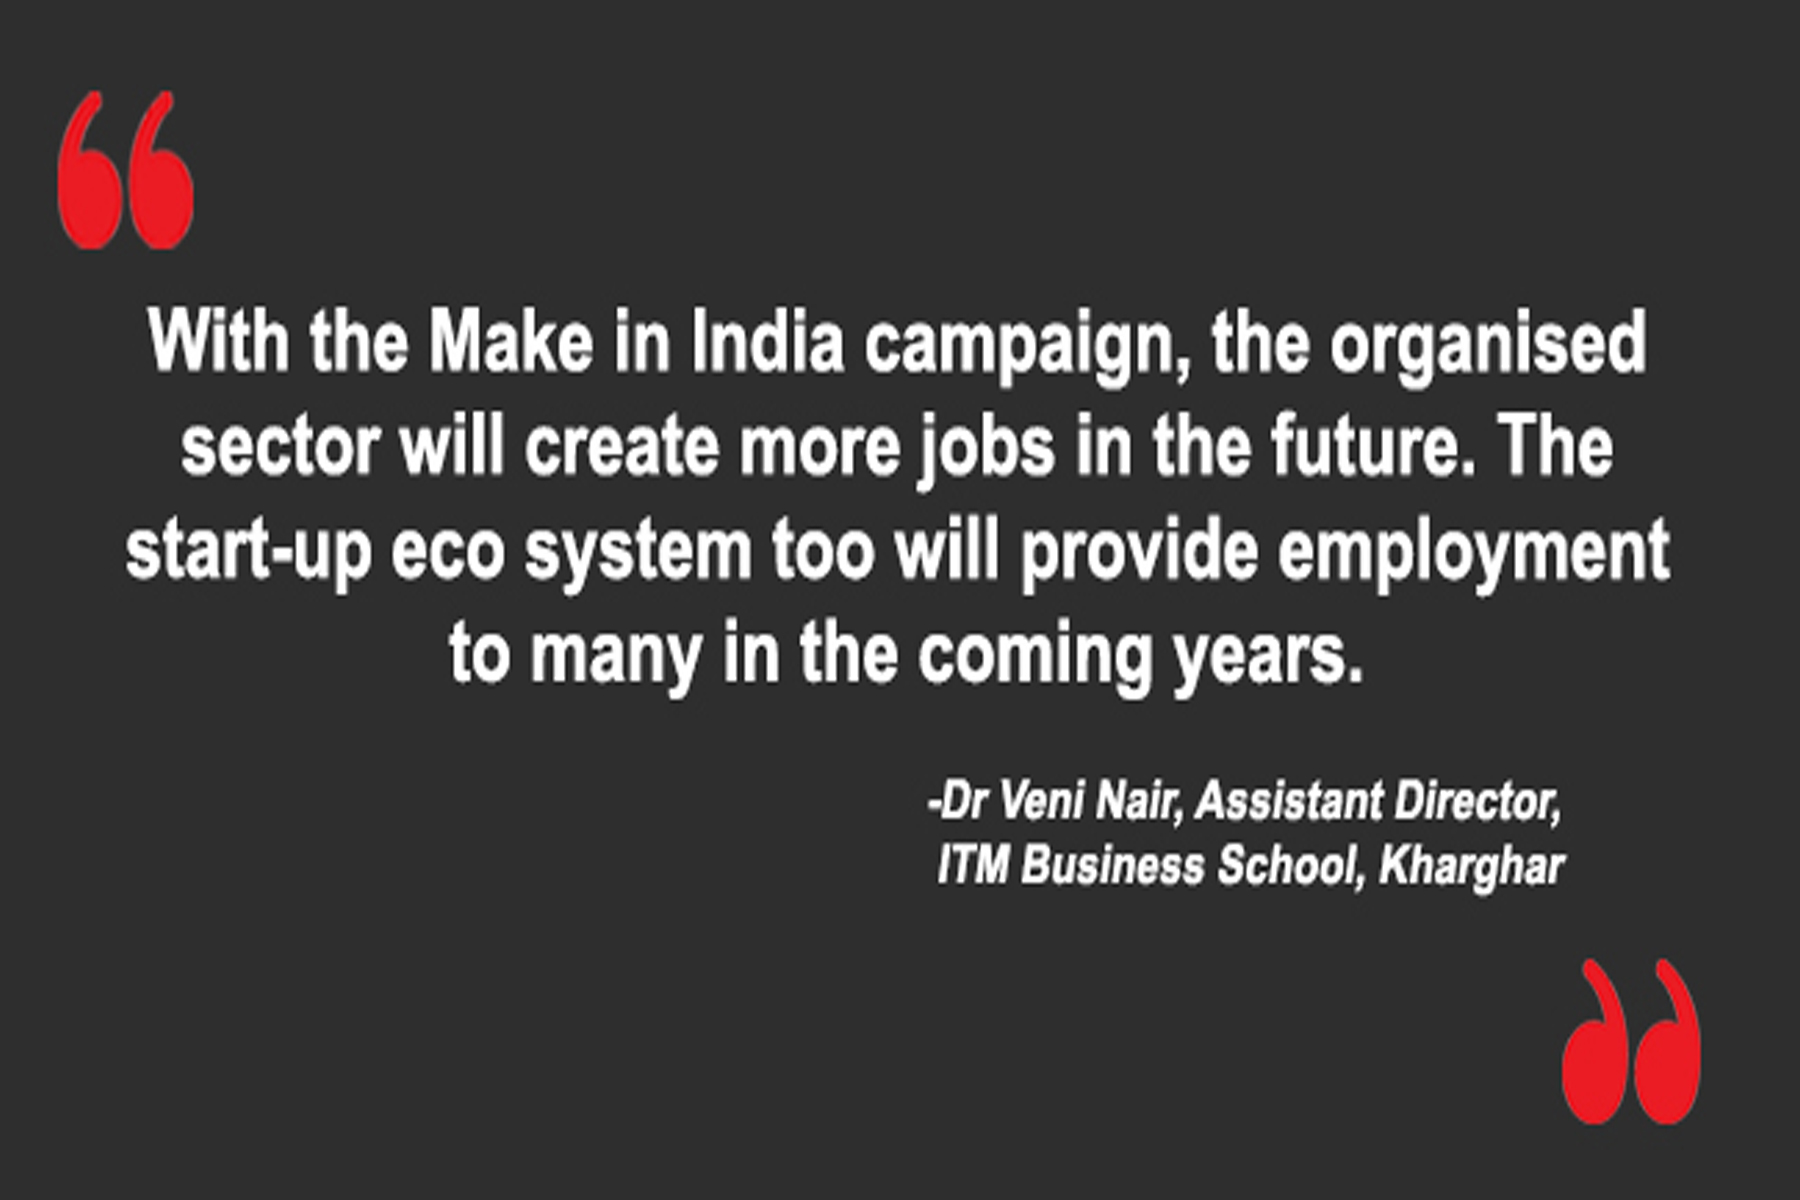 With the Make in India campaign, the organised
sector will create more jobs in the future. The
start-up eco system too will provide employment
to many in the coming years.
-Dr Veni Nair, Assistant Director,
ITM Business School, Kharghar